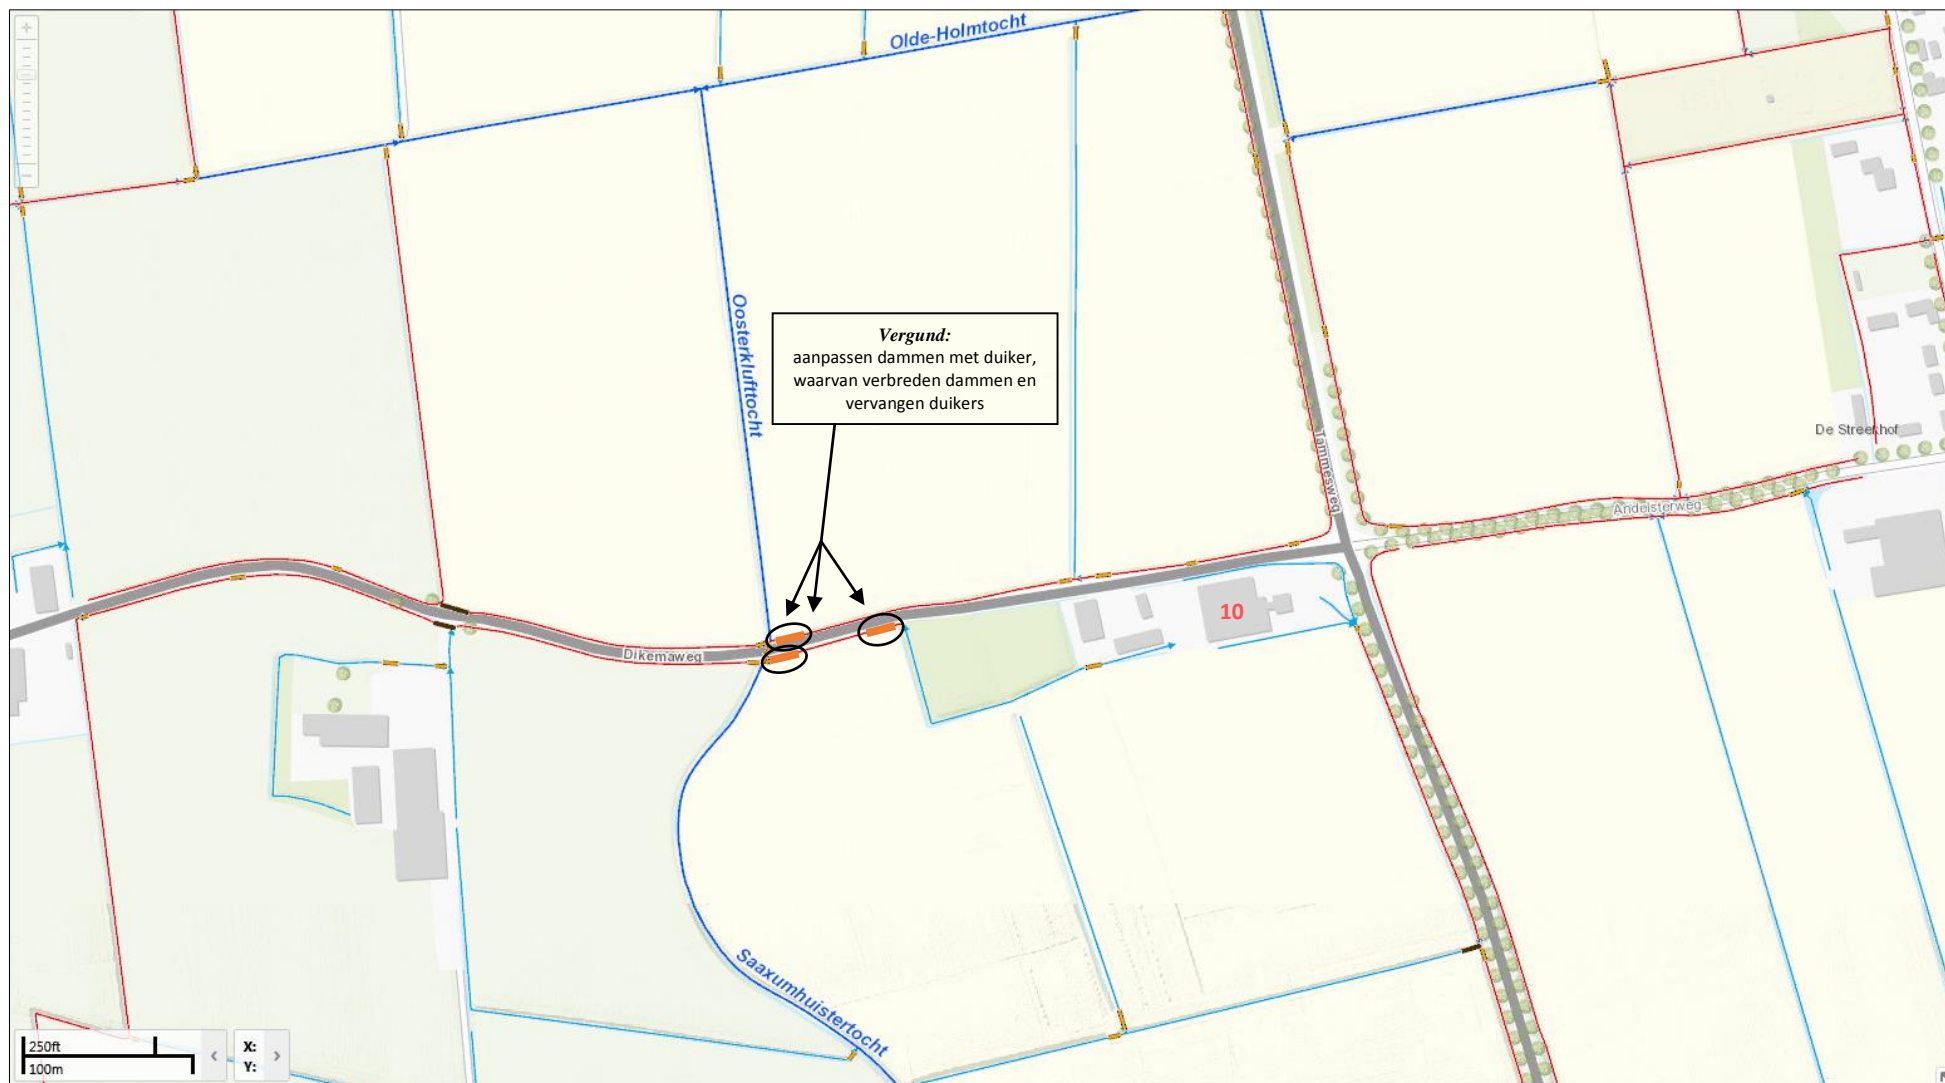 Olde-Holmtocht
Oosterklufttocht
Vergund:
aanpassen dammen met duiker,
waarvan verbreden dammen en
vervangen duikers
Tammesweg
De Streekhof
Andelsterweg
10
Dikemaweg
Saaxumhuistertocht
250ft
100m
X:
Y: